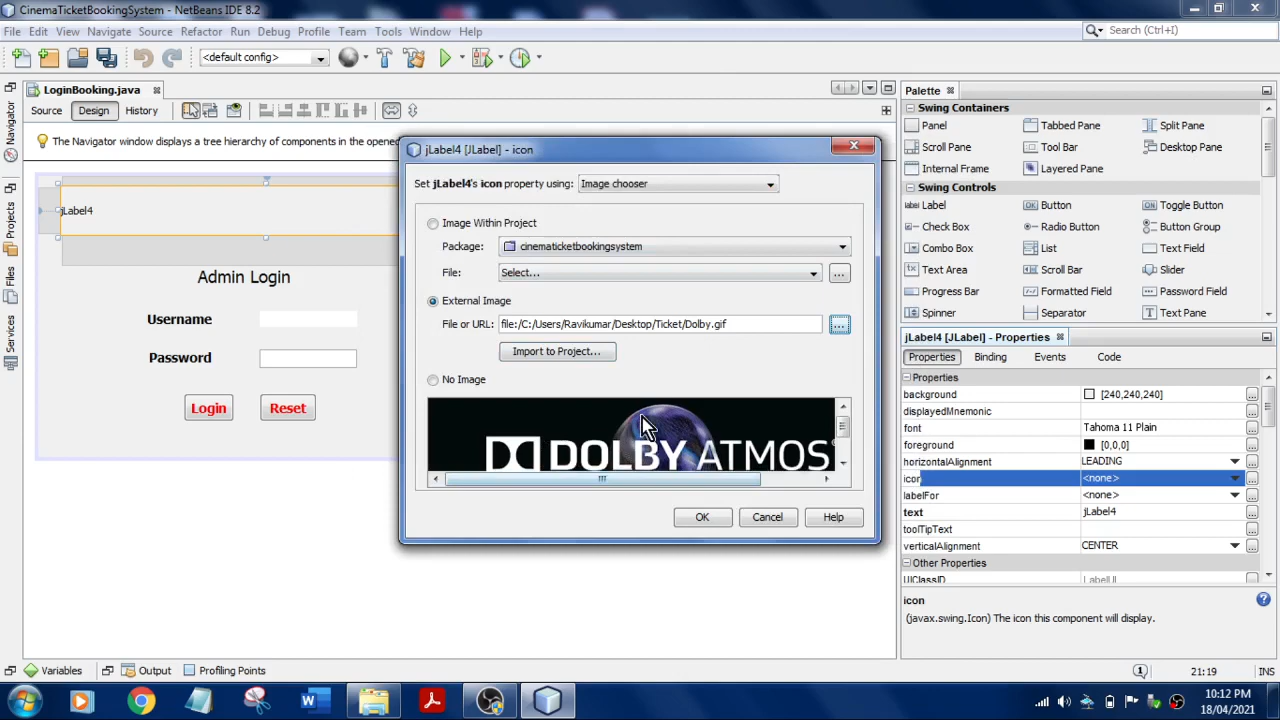 CinemaTicketBookingSystem - NetBeans IDE 8.2
File Edit View Navigate Source Refactor Run Debug Profile Team Tools Window Help
Search (Ctrl+I)
<default config>
LoginBooking.java
Source Design History
The Navigator window displays a tree hierarchy of components in the opened
Navigator
Projects
Files
Services
jLabel4
Admin Login
Username
Password
Login Reset
jLabel4 [JLabel] - icon
Set jLabel4's icon property using: Image chooser
Image Within Project
Package: cinematicketbookingsystem
File: Select... ...
External Image
File or URL: file:/C:/Users/Ravikumar/Desktop/Ticket/Dolby.gif ...
Import to Project...
No Image
DOLBY ATMOS
OK Cancel Help
Palette
Swing Containers
Panel Tabbed Pane Split Pane
Scroll Pane Tool Bar Desktop Pane
Internal Frame Layered Pane
Swing Controls
label Label OK Button ON Toggle Button
Check Box Radio Button Button Group
Combo Box List Text Field
Text Area Scroll Bar Slider
Progress Bar Formatted Field Password Field
Spinner Separator Text Pane
jLabel4 [JLabel] - Properties
Properties Binding Events Code
Properties
background [240,240,240] ...
displayedMnemonic ...
font Tahoma 11 Plain ...
foreground [0,0,0] ...
horizontalAlignment LEADING ...
icon <none> ...
labelFor <none> ...
text jLabel4 ...
toolTipText ...
verticalAlignment CENTER ...
Other Properties
UIClassID LabelUI
icon
(javax.swing.Icon) The icon this component will display.
Variables Output Profiling Points
1 21:19 INS
10:12 PM
18/04/2021